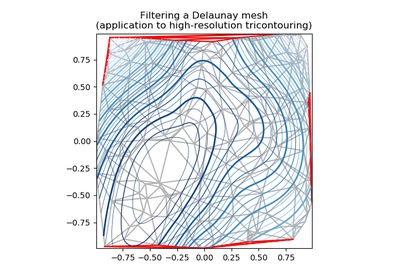 Filtering a Delaunay mesh
(application to high-resolution tricontouring)
0.75
0.50
0.25
0.00
−0.25
−0.50
−0.75
−0.75 −0.50 −0.25 0.00 0.25 0.50 0.75